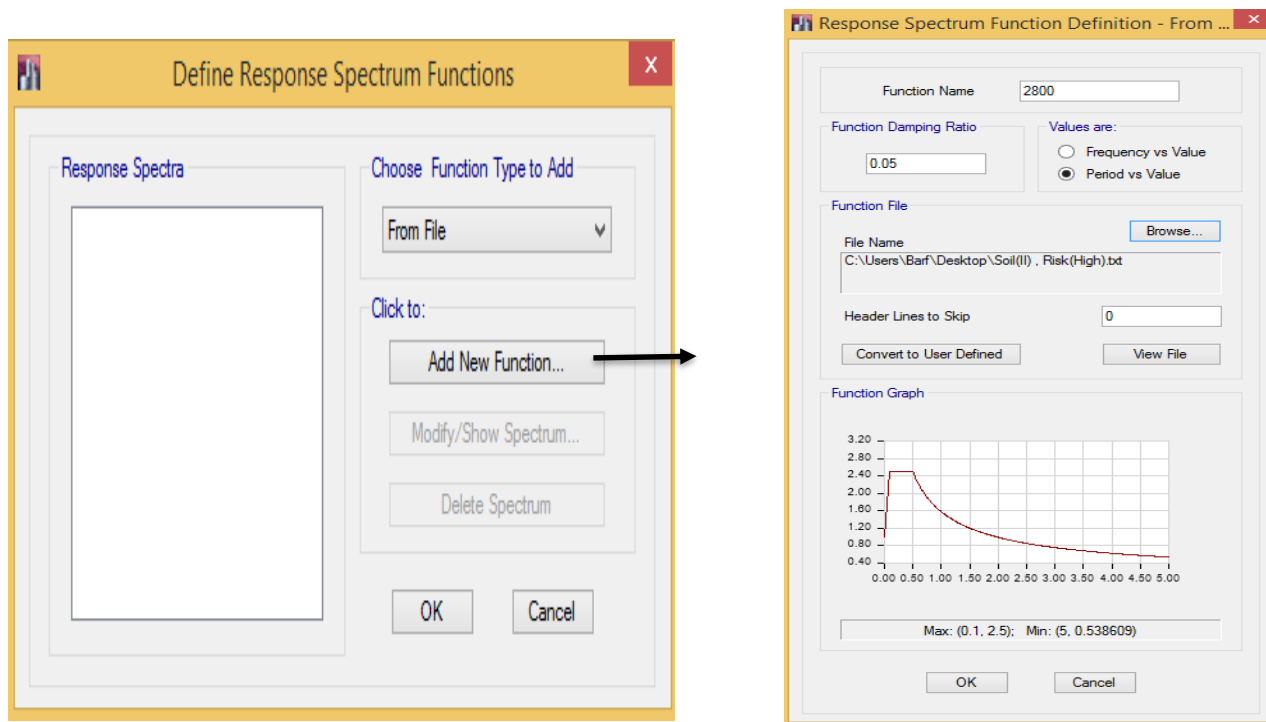 Define Response Spectrum Functions
X
Response Spectra
Choose Function Type to Add
From File
Click to:
Add New Function...
Modify/Show Spectrum...
Delete Spectrum
OK
Cancel
Response Spectrum Function Definition - From ...
Function Name
2800
Function Damping Ratio
0.05
Values are:
Frequency vs Value
Period vs Value
Function File
Browse...
File Name
C:\Users\Barf\Desktop\Soil(II) , Risk(High).txt
Header Lines to Skip
0
Convert to User Defined
View File
Function Graph
3.20
2.80
2.40
2.00
1.60
1.20
0.80
0.40
0.00 0.50 1.00 1.50 2.00 2.50 3.00 3.50 4.00 4.50 5.00
Max: (0.1, 2.5); Min: (5, 0.538609)
OK
Cancel